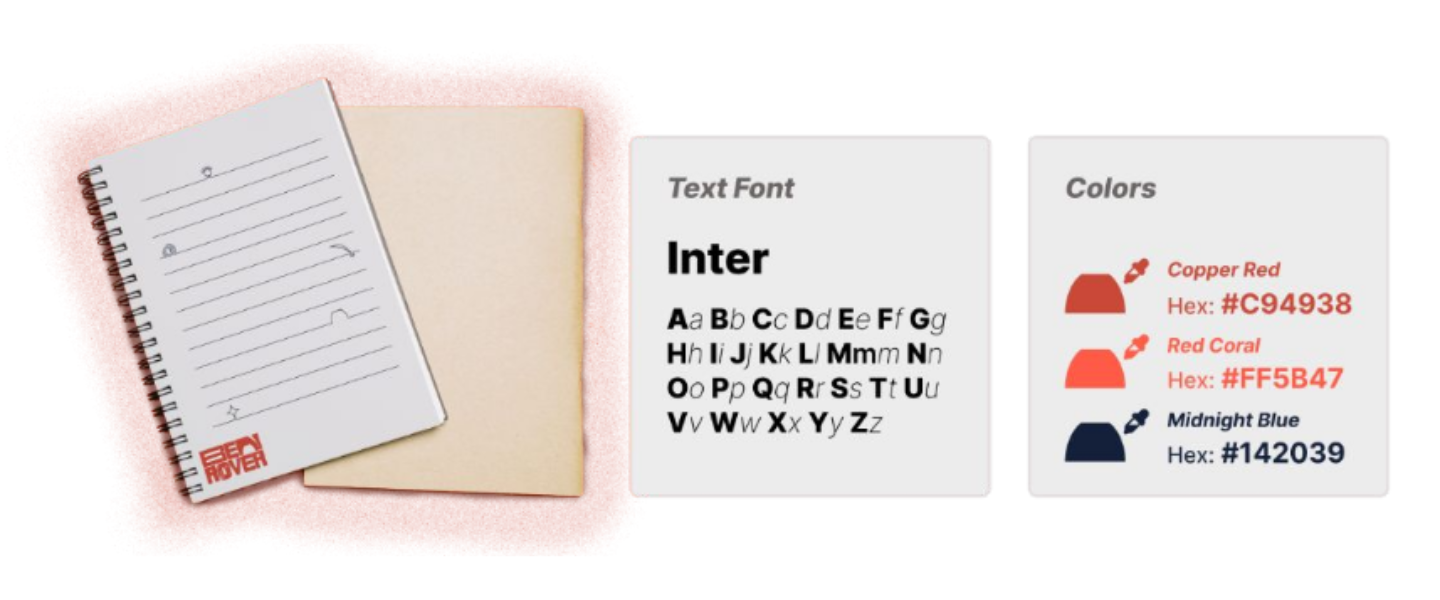 BEN
ROVER
Text Font
Inter
Aa Bb Cc Dd Ee Ff Gg
Hh Ii Jj Kk Ll Mmm Nn
Oo Pp Qq Rr Ss Tt Uu
Vv Ww Xx Yy Zz
Colors
Copper Red
Hex: #C94938
Red Coral
Hex: #FF5B47
Midnight Blue
Hex: #142039